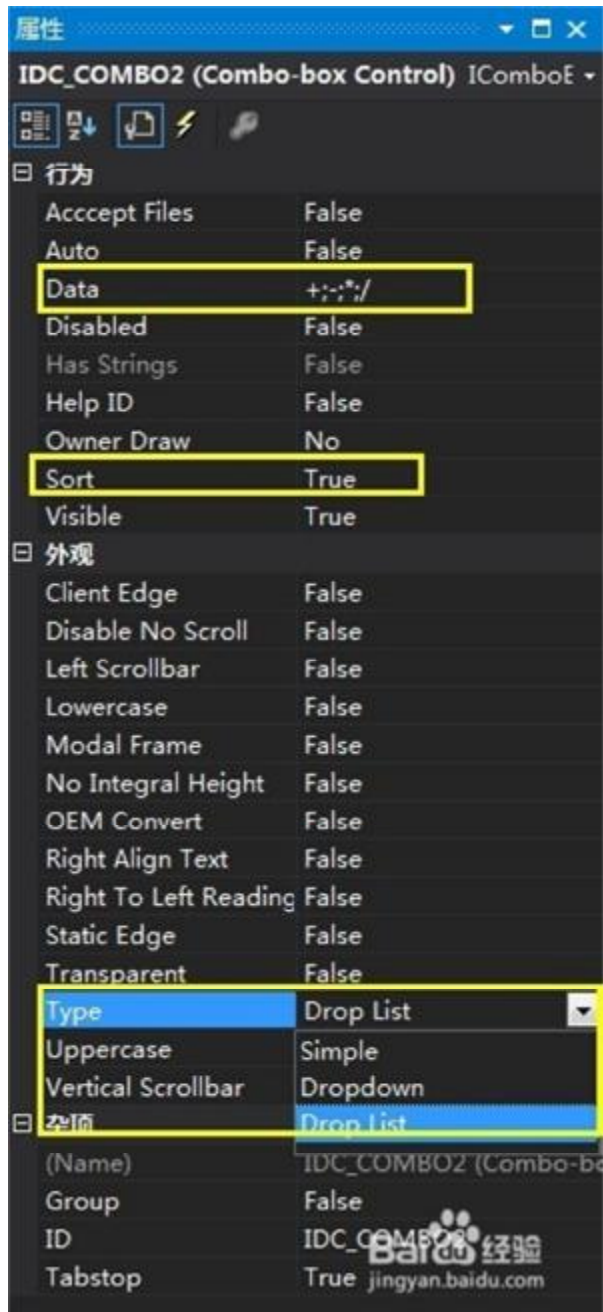 属性
IDC_COMBO2 (Combo-box Control) IComboE
行为
Acccept Files False
Auto False
Data +;-;*;/
Disabled False
Has Strings False
Help ID False
Owner Draw No
Sort True
Visible True
外观
Client Edge False
Disable No Scroll False
Left Scrollbar False
Lowercase False
Modal Frame False
No Integral Height False
OEM Convert False
Right Align Text False
Right To Left Reading False
Static Edge False
Transparent False
Type Drop List
Uppercase Simple
Vertical Scrollbar Dropdown
杂项 Drop List
(Name) IDC_COMBO2 (Combo-bo
Group False
ID IDC_COMBO2
Tabstop True
Baidu 经验
jingyan.baidu.com